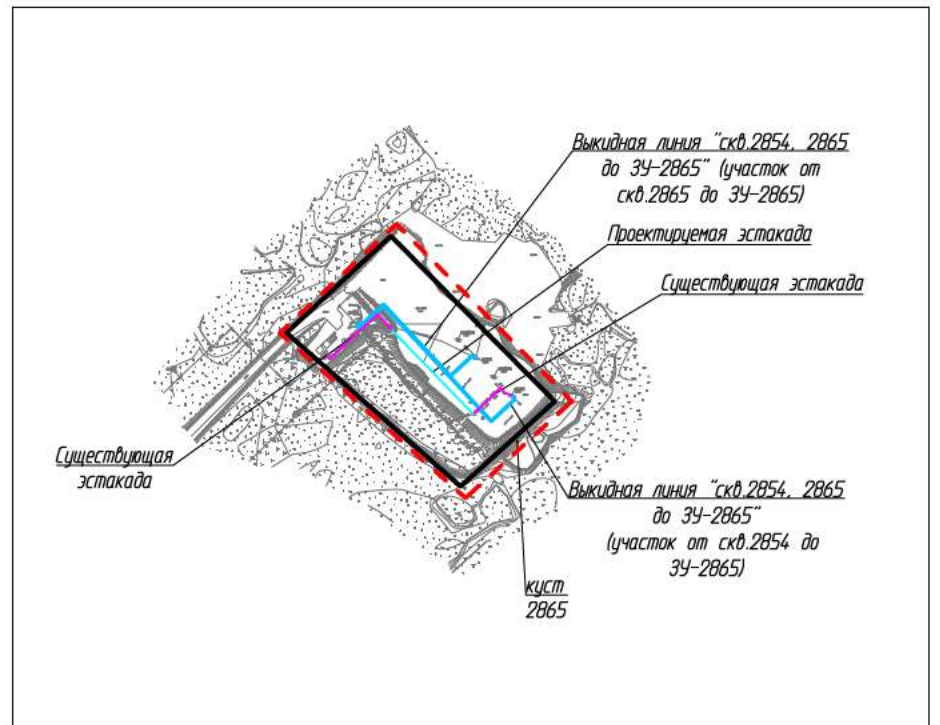 Выкидная линия "скв.2854, 2865
до ЗУ-2865" (участок от
скв.2865 до ЗУ-2865)
Проектируемая эстакада
Существующая эстакада
Существующая
эстакада
Выкидная линия "скв.2854, 2865
до ЗУ-2865"
(участок от скв.2854 до
ЗУ-2865)
куст
2865